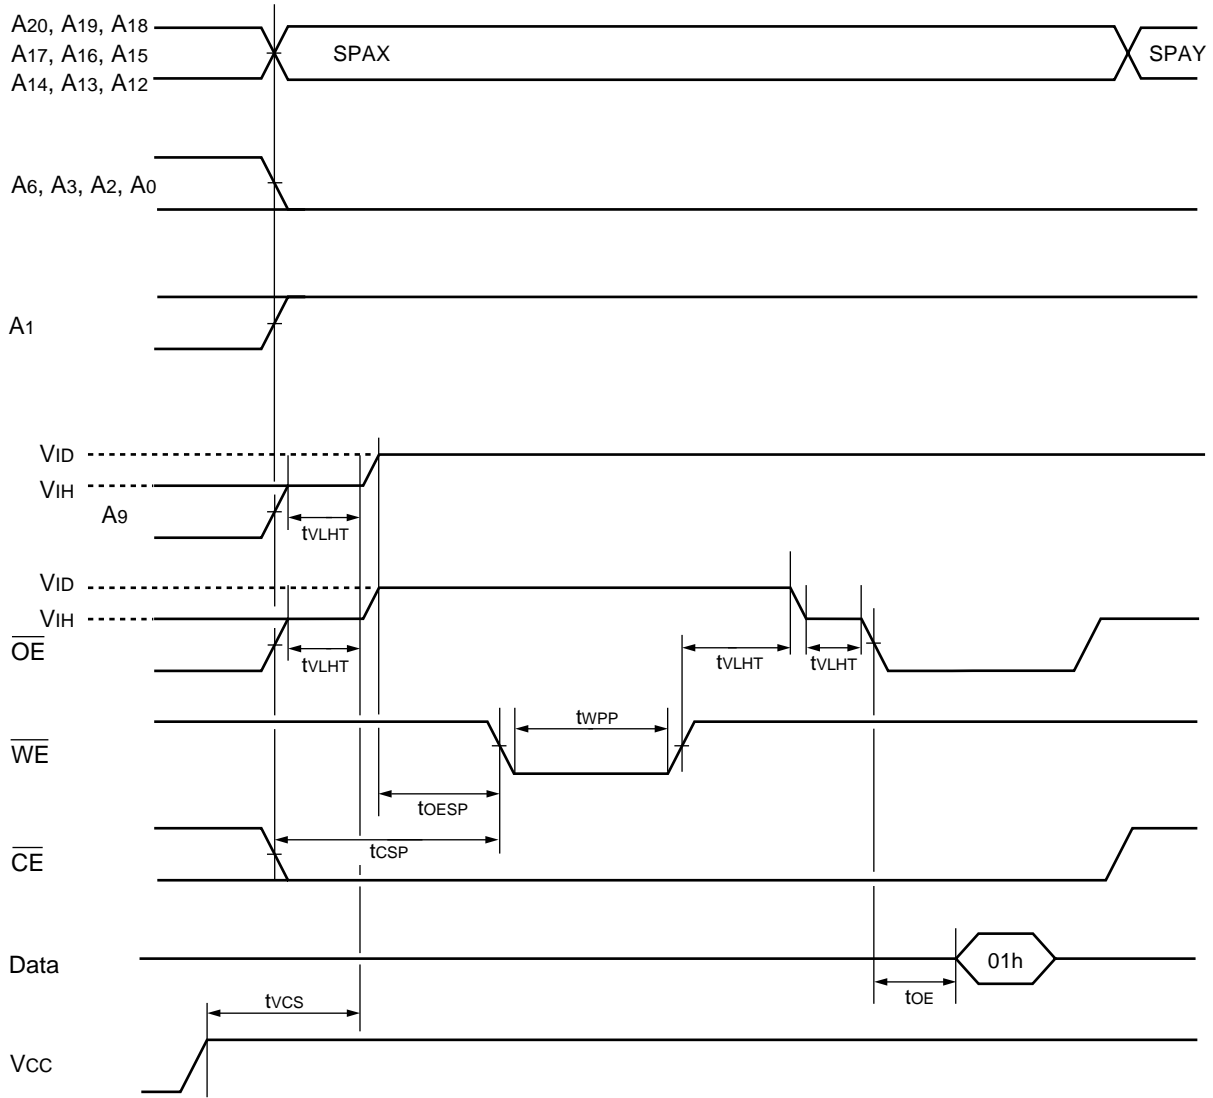 A20, A19, A18
A17, A16, A15
A14, A13, A12
SPAX
SPAY
A6, A3, A2, A0
A1
VID
VIH
A9
tVLHT
VID
VIH
OE
tVLHT
tVLHT
tVLHT
WE
tWPP
tOESP
CE
tCSP
Data
01h
tOE
tVCS
VCC